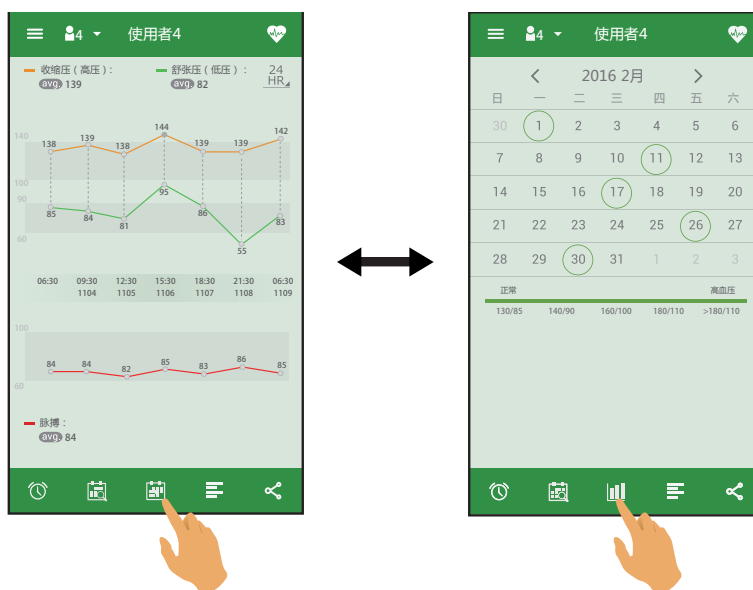 4 使用者4
收缩压（高压）： 舒张压（低压）： 24 HR
avg. 139 avg. 82
140
138 139 138 144 139 139 142
100
90
85 84 81 95 86 55 83
60
06:30 09:30 12:30 15:30 18:30 21:30 06:30
1104 1105 1106 1107 1108 1109
100
84 84 82 85 83 86 85
60
脉搏：
avg. 84
4 使用者4
2016 2月
日 一 二 三 四 五 六
30 1 2 3 4 5 6
7 8 9 10 11 12 13
14 15 16 17 18 19 20
21 22 23 24 25 26 27
28 29 30 31 1 2 3
正常 高血压
130/85 140/90 160/100 180/110 >180/110